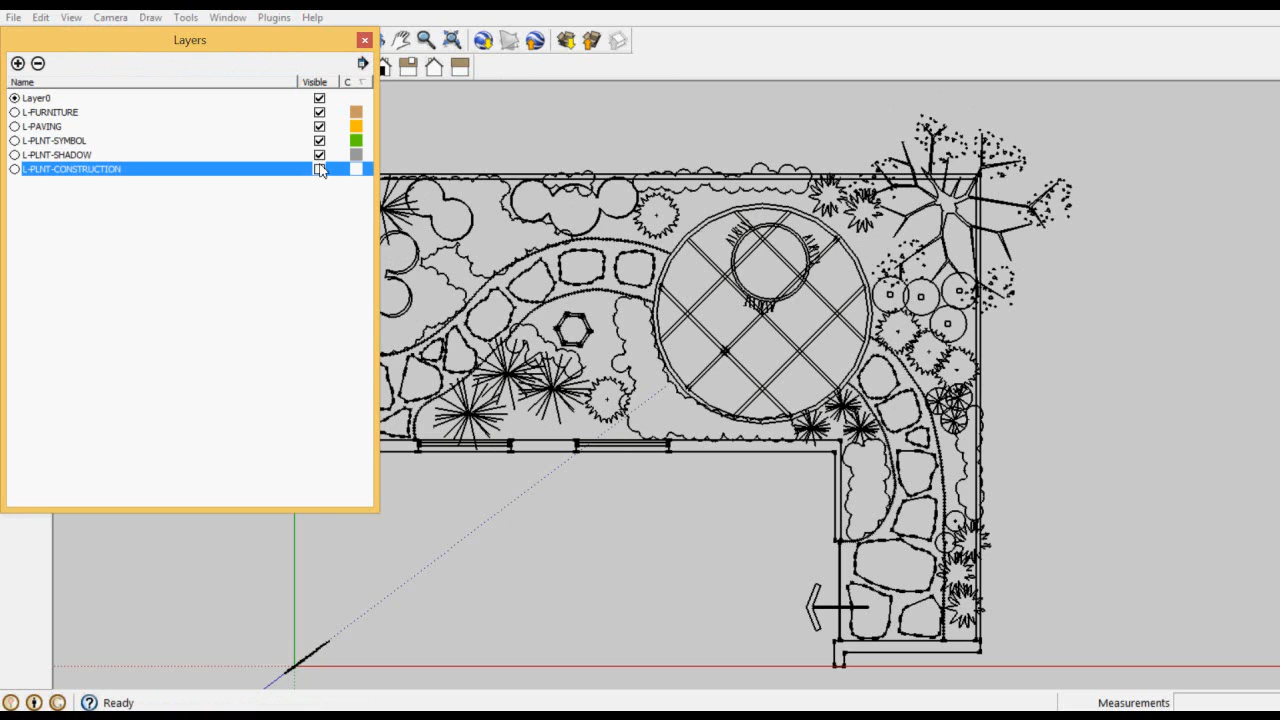 File Edit View Camera Draw Tools Window Plugins Help
Layers
Name Visible C
Layer0
L-FURNITURE
L-PAVING
L-PLNT-SYMBOL
L-PLNT-SHADOW
L-PLNT-CONSTRUCTION
Ready Measurements